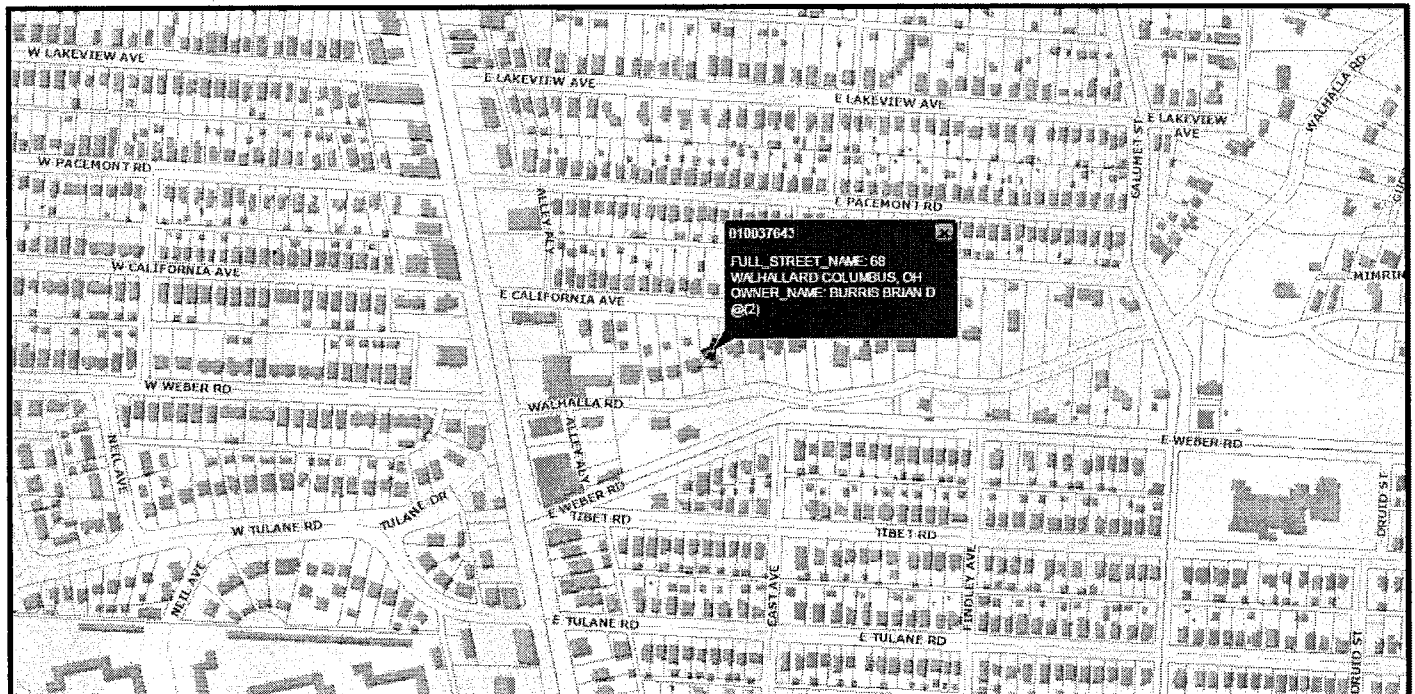 W LAKEVIEW AVE
E LAKEVIEW AVE
E LAKEVIEW AVE
E LAKEVIEW
AVE
WALHALLA RD
CALUMET ST
W PACEMONT RD
ALLEY ALY
E PACEMONT RD
010037643
FULL_STREET_NAME: 68
WALHALLARD COLUMBUS, OH
OWNER_NAME: BURRIS BRIAN D
@(2)
W CALIFORNIA AVE
E CALIFORNIA AVE
MIMRIN
W WEBER RD
WALHALLA RD
ALLEY ALY
NEIL AVE
E WEBER RD
E WEBER RD
TULANE DR
W TULANE RD
TIBET RD
TIBET RD
DRUID ST
NEIL AVE
EAST AVE
FINDLEY AVE
E TULANE RD
E TULANE RD
DRUID ST